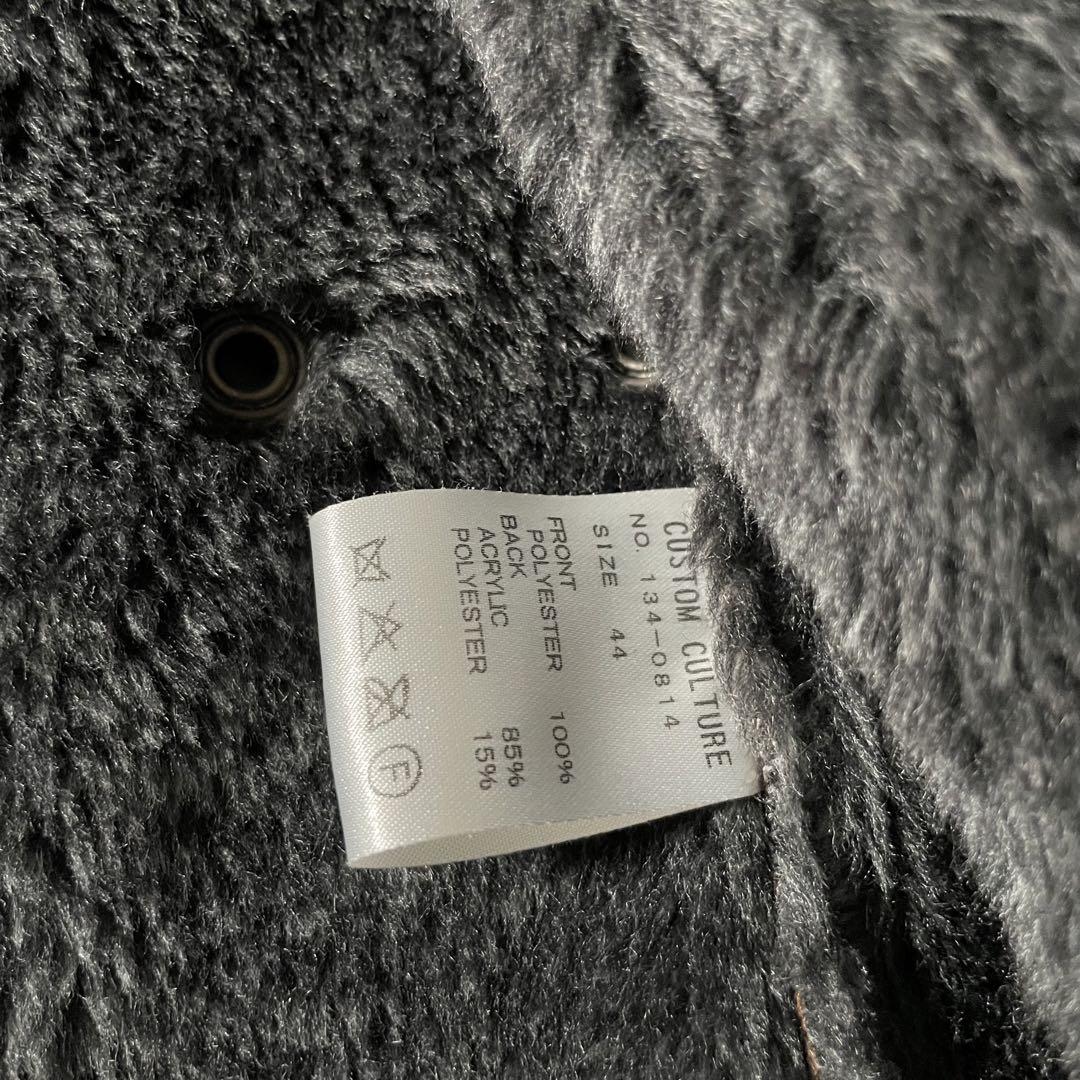 CUSTOM CULTURE
NO. 134-0814
SIZE 44
FRONT
POLYESTER 100%
BACK
ACRYLIC 85%
POLYESTER 15%
F